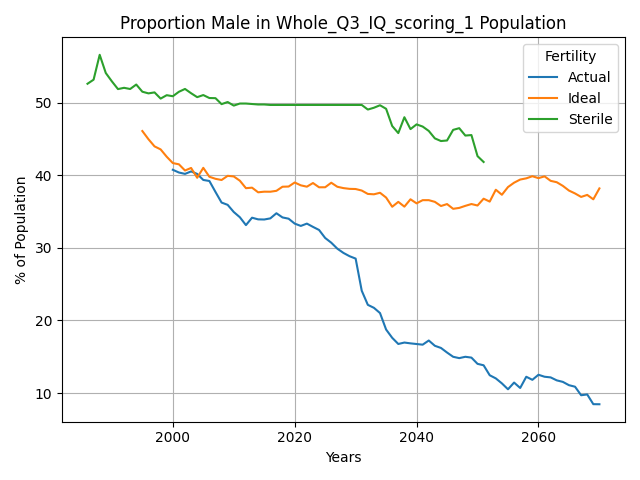 Proportion Male in Whole_Q3_IQ_scoring_1 Population
Fertility
Actual
Ideal
Sterile
% of Population
50
40
30
20
10
2000
2020
2040
2060
Years